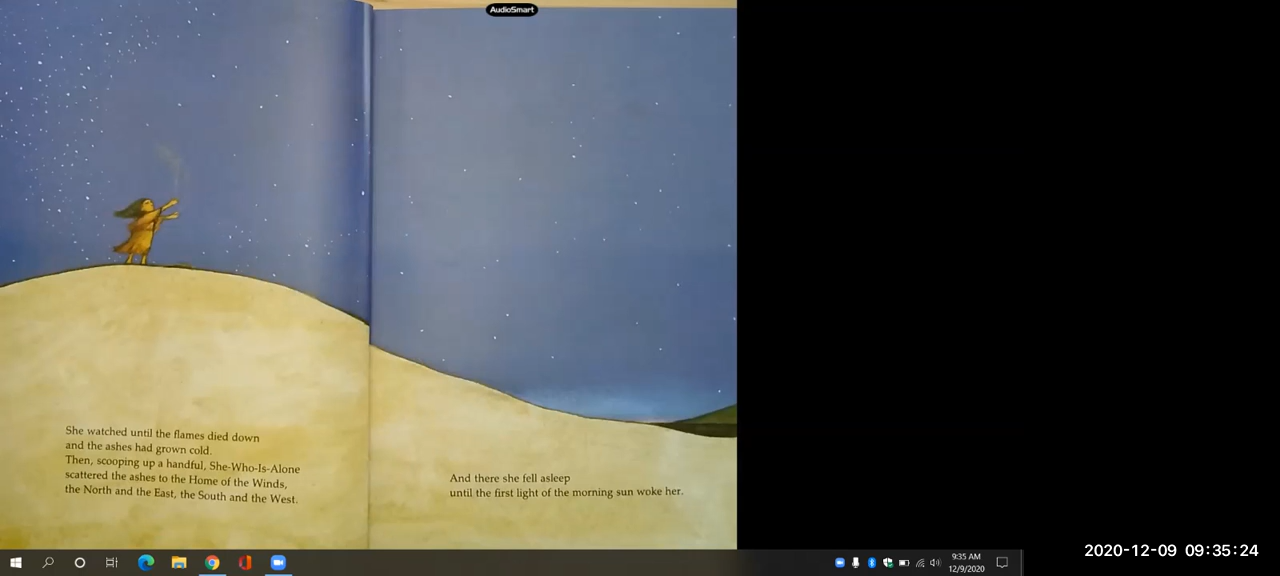 AudioSmart
She watched until the flames died down
and the ashes had grown cold.
Then, scooping up a handful, She-Who-Is-Alone
scattered the ashes to the Home of the Winds,
the North and the East, the South and the West.
And there she fell asleep
until the first light of the morning sun woke her.
2020-12-09 09:35:24
9:35 AM
12/9/2020